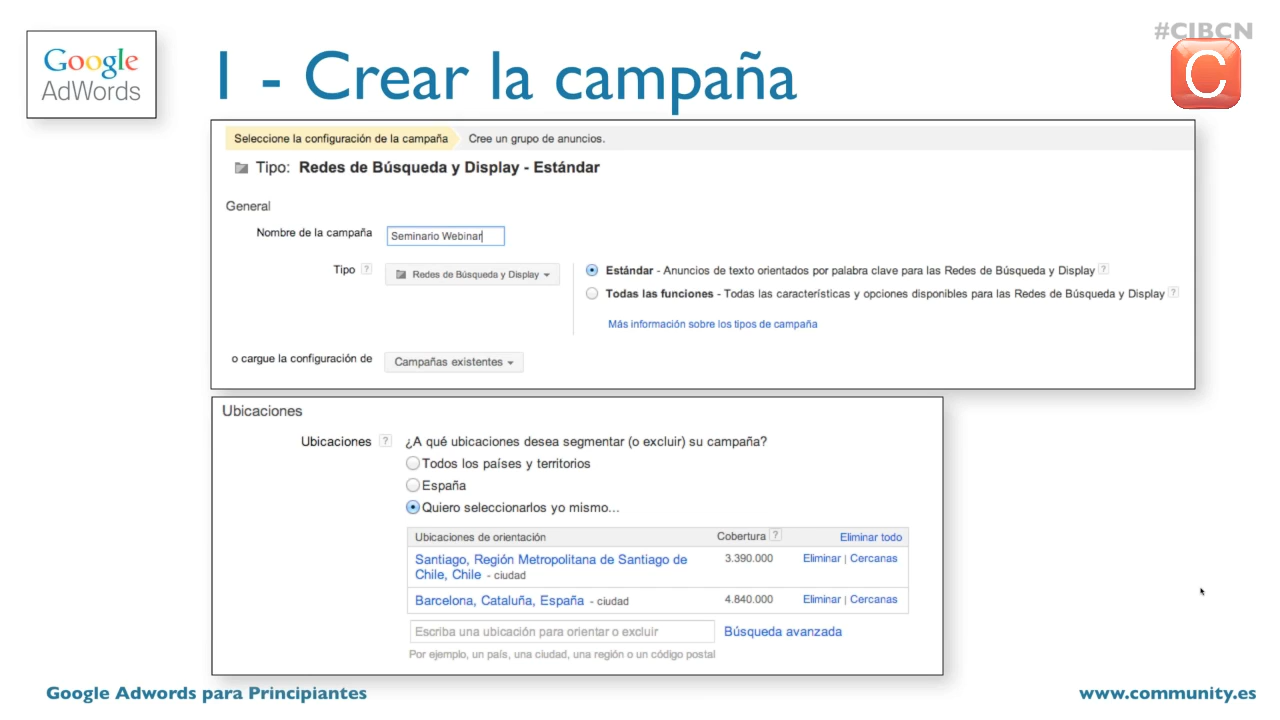 #CIBCN
Google
AdWords
1 - Crear la campaña
C
Seleccione la configuración de la campaña Cree un grupo de anuncios.
Tipo: Redes de Búsqueda y Display - Estándar
General
Nombre de la campaña Seminario Webinar
Tipo ? Redes de Búsqueda y Display Estándar - Anuncios de texto orientados por palabra clave para las Redes de Búsqueda y Display ?
Todas las funciones - Todas las características y opciones disponibles para las Redes de Búsqueda y Display ?
Más información sobre los tipos de campaña
o cargue la configuración de Campañas existentes
Ubicaciones
Ubicaciones ? ¿A qué ubicaciones desea segmentar (o excluir) su campaña?
Todos los países y territorios
España
Quiero seleccionarlos yo mismo...
Ubicaciones de orientación Cobertura ? Eliminar todo
Santiago, Región Metropolitana de Santiago de 3.390.000 Eliminar | Cercanas
Chile, Chile - ciudad
Barcelona, Cataluña, España - ciudad 4.840.000 Eliminar | Cercanas
Escriba una ubicación para orientar o excluir Búsqueda avanzada
Por ejemplo, un país, una ciudad, una región o un código postal
Google Adwords para Principiantes www.community.es